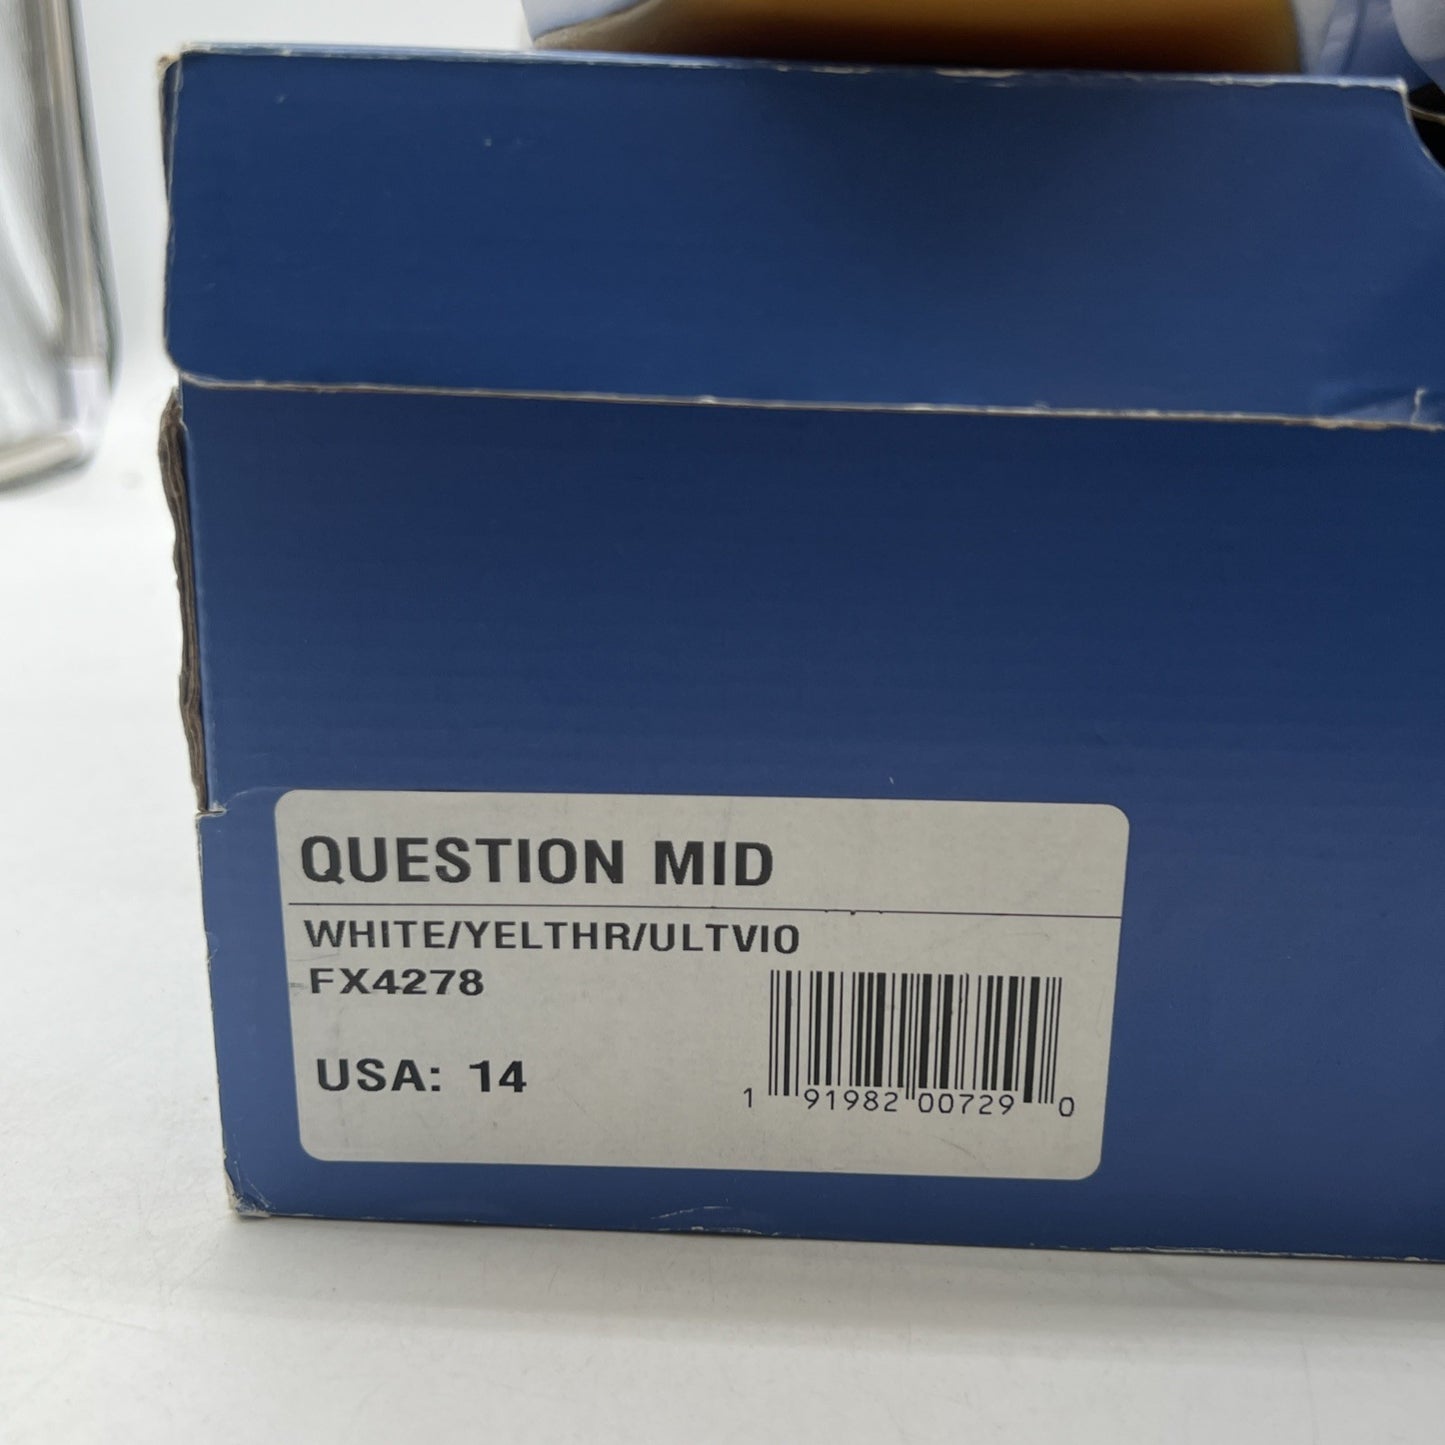 QUESTION MID
WHITE/YELTHR/ULTVIO
FX4278
USA: 14
1 91982 00729 0